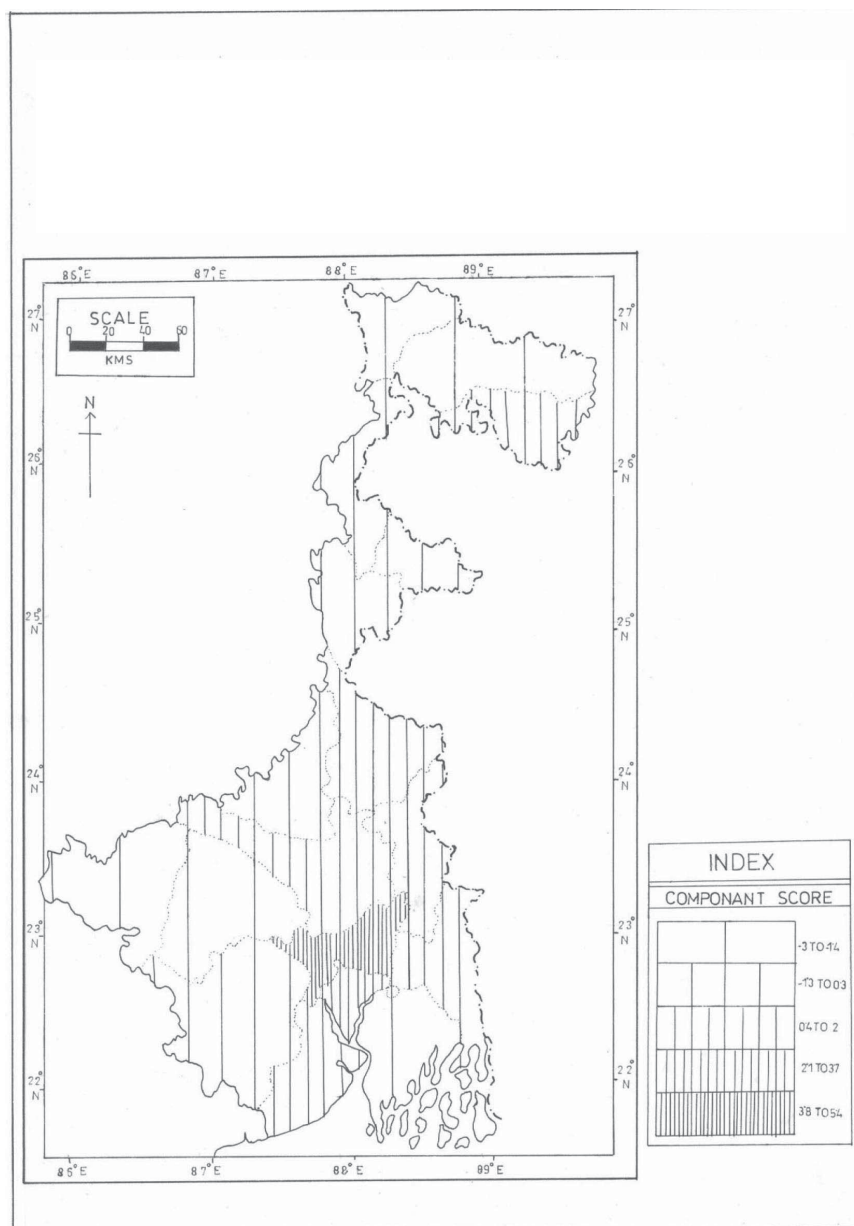 86°E 87°E 88°E 89°E
SCALE
0 20 40 60
KMS
N
27°
N
27°
N
26°
N
26°
N
25°
N
25°
N
24°
N
24°
N
23°
N
23°
N
22°
N
22°
N
86°E 87°E 88°E 89°E
INDEX
COMPONANT SCORE
-3 TO -1·4
-1·3 TO 0·3
0·4 TO 2
2·1 TO 3·7
3·8 TO 5·4